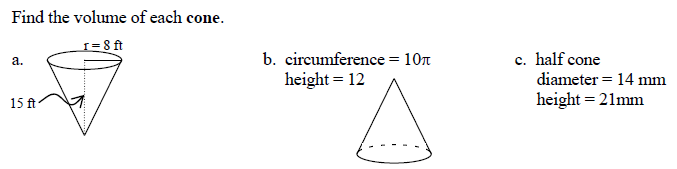 Find the volume of each cone.
a.
r = 8 ft
15 ft
b. circumference = 10π
height = 12
c. half cone
diameter = 14 mm
height = 21mm